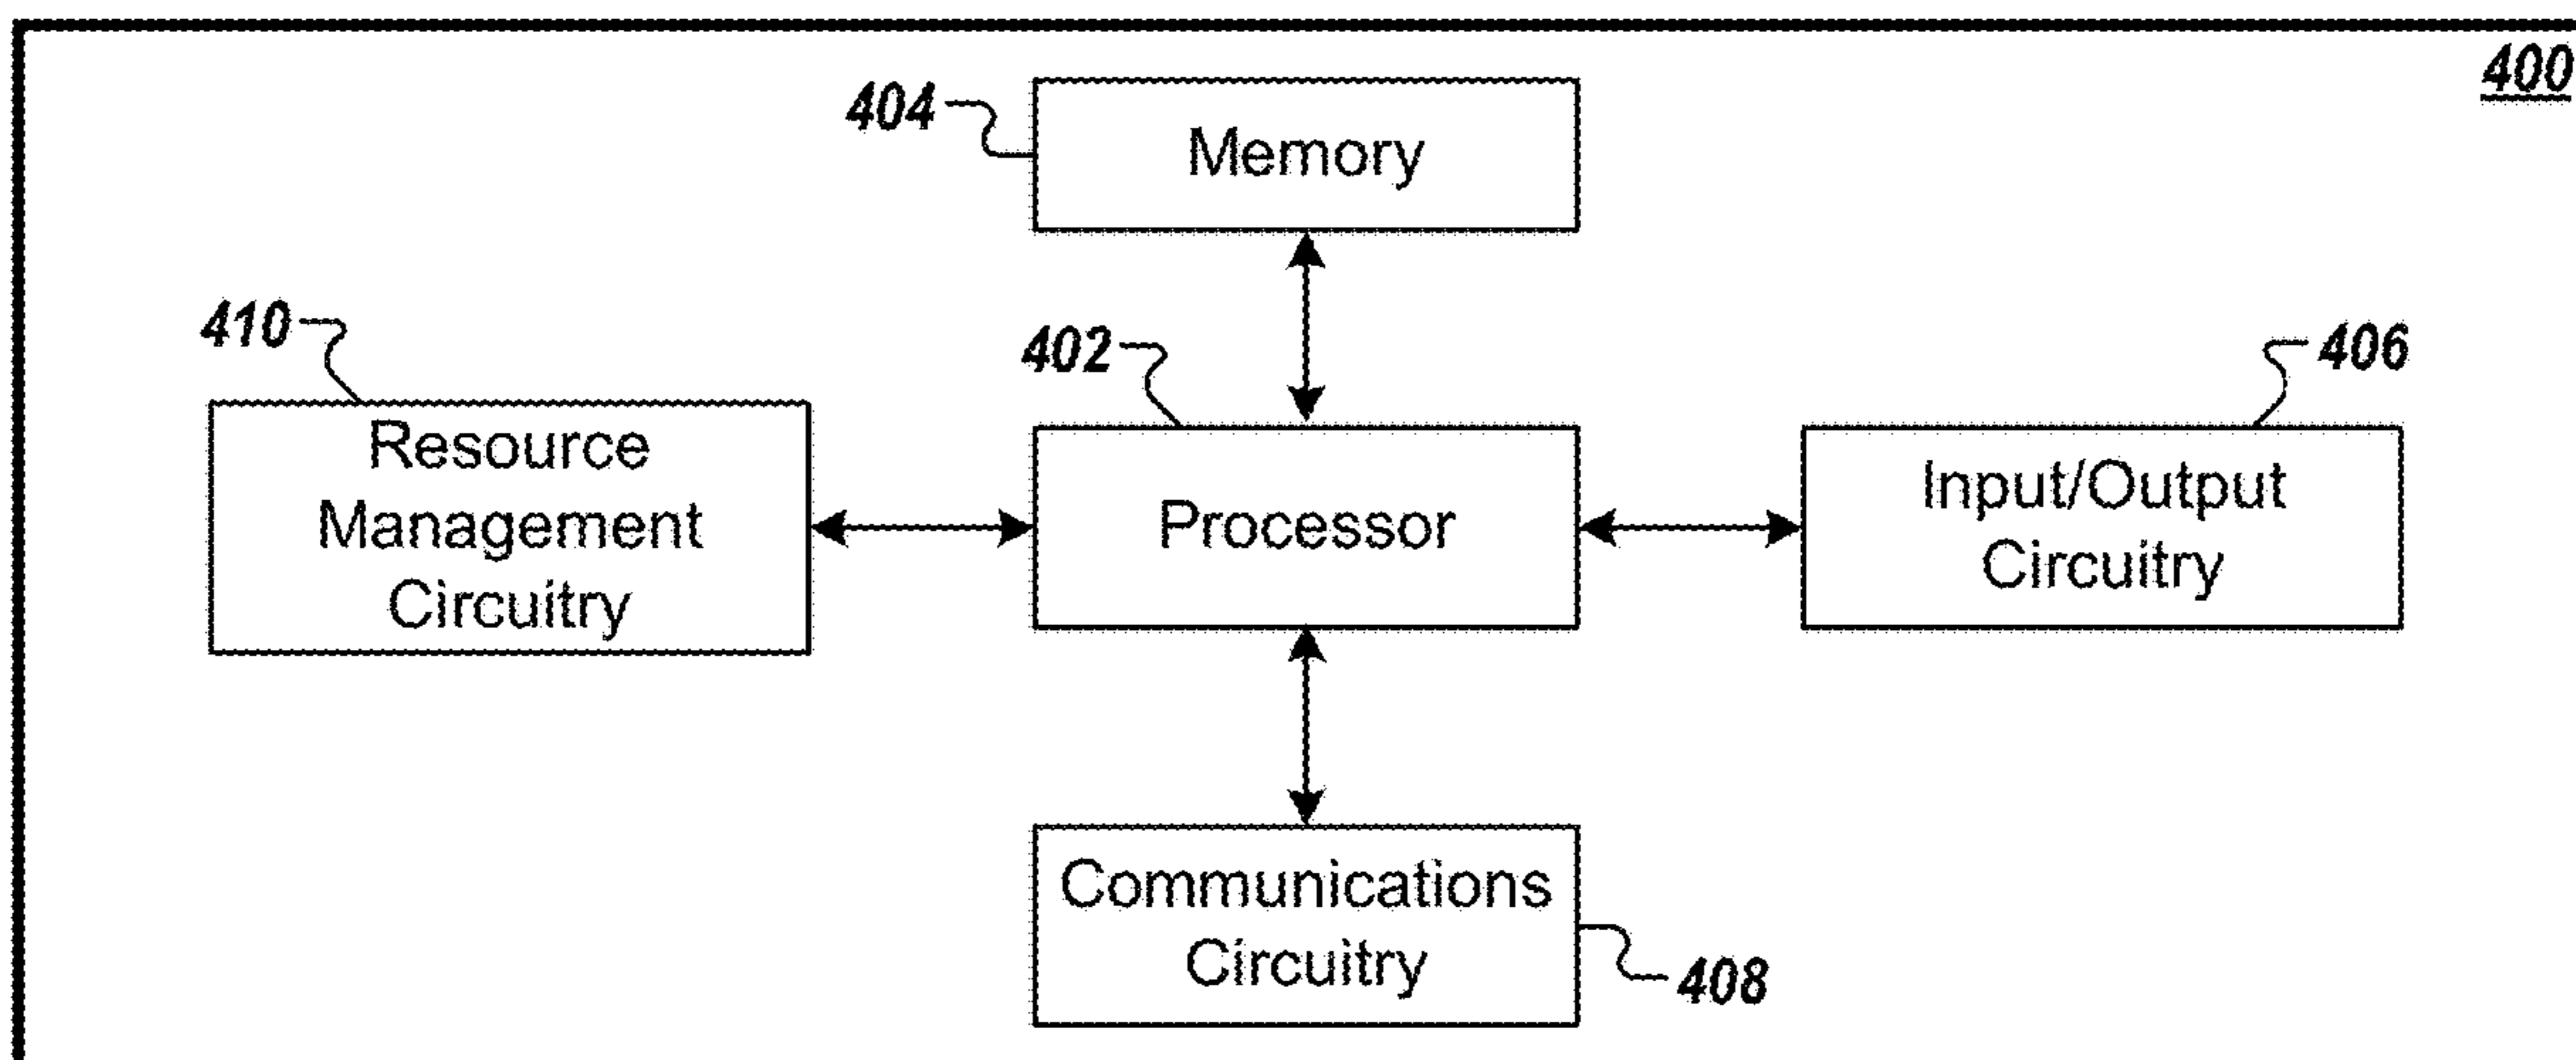 400
404
Memory
410
402
406
Resource
Management
Circuitry
Processor
Input/Output
Circuitry
Communications
Circuitry
408